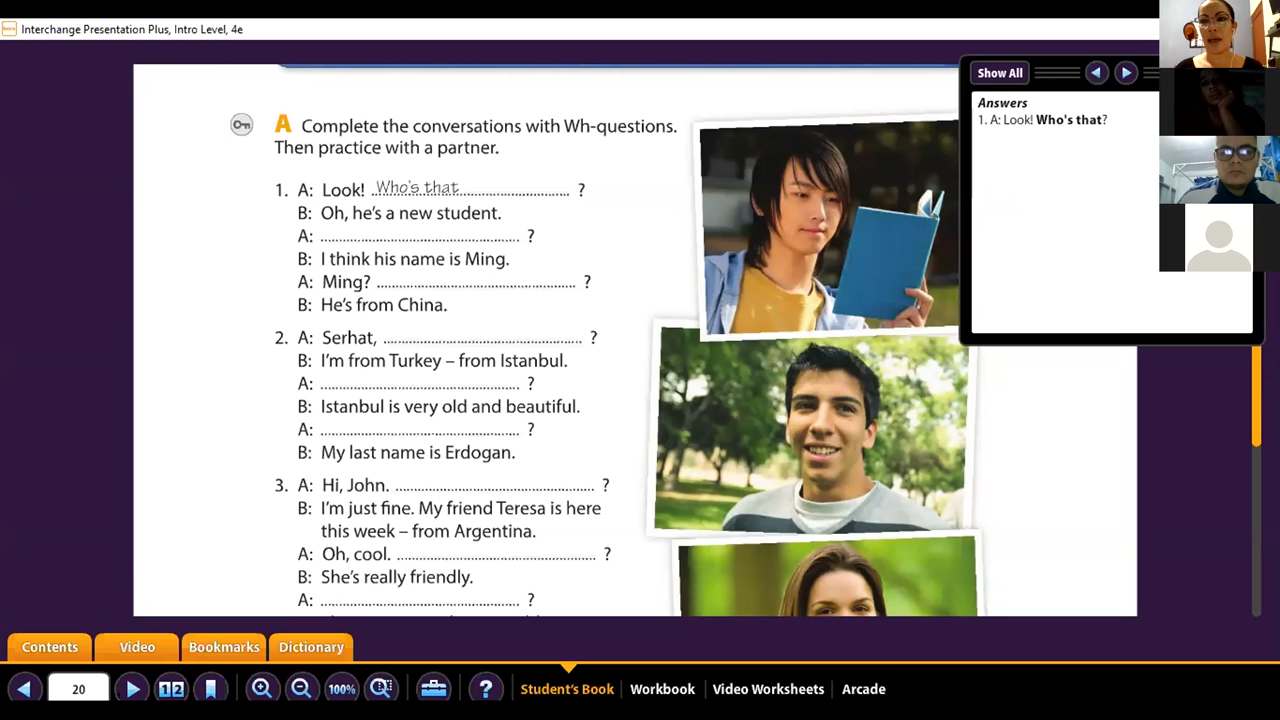 Interchange Presentation Plus, Intro Level, 4e
A Complete the conversations with Wh-questions.
Then practice with a partner.
1. A: Look! Who's that ?
B: Oh, he's a new student.
A: ?
B: I think his name is Ming.
A: Ming? ?
B: He's from China.
2. A: Serhat, ?
B: I'm from Turkey – from Istanbul.
A: ?
B: Istanbul is very old and beautiful.
A: ?
B: My last name is Erdogan.
3. A: Hi, John. ?
B: I'm just fine. My friend Teresa is here
this week – from Argentina.
A: Oh, cool. ?
B: She's really friendly.
A: ?
Show All
Answers
1. A: Look! Who's that?
Contents
Video
Bookmarks
Dictionary
20
1 2
100%
?
Student's Book
Workbook
Video Worksheets
Arcade